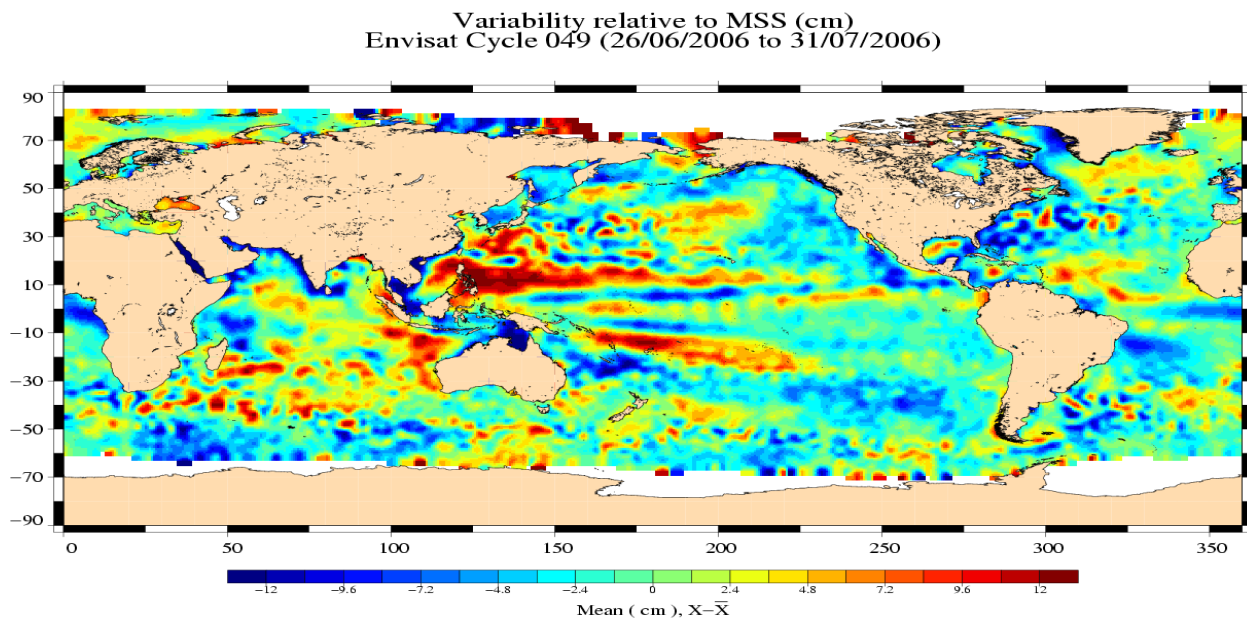 Variability relative to MSS (cm)
Envisat Cycle 049 (26/06/2006 to 31/07/2006)
90
70
50
30
10
−10
−30
−50
−70
−90
0 50 100 150 200 250 300 350
−12 −9.6 −7.2 −4.8 −2.4 0 2.4 4.8 7.2 9.6 12
Mean ( cm ), X−X̅